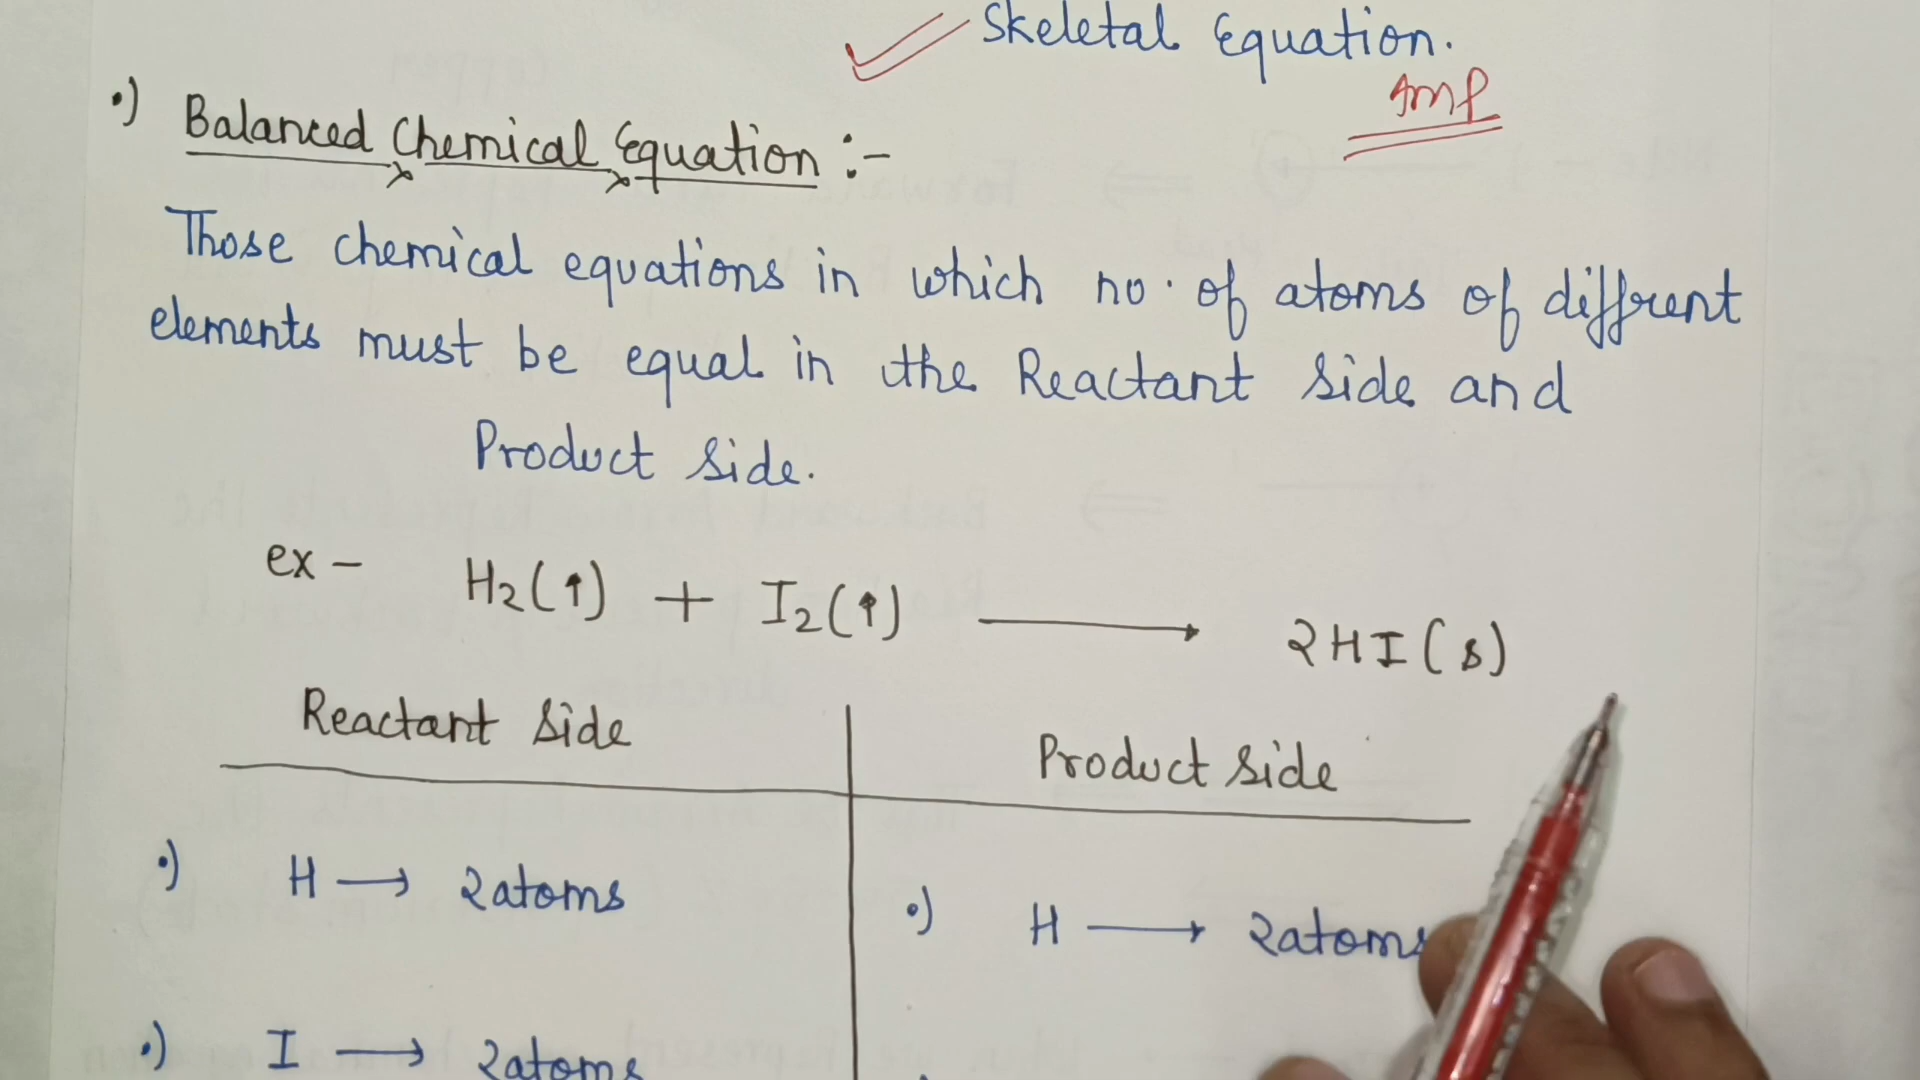 Skeletal Equation.
Imp
•) Balanced Chemical Equation :-
Those chemical equations in which no. of atoms of diffrent
elements must be equal in the Reactant side and
Product side.
ex - H2(↑) + I2(↑) ⟶ 2HI(s)
Reactant side
Product side
•) H ⟶ 2atoms
•) H ⟶ 2atoms
•) I ⟶ 2atoms